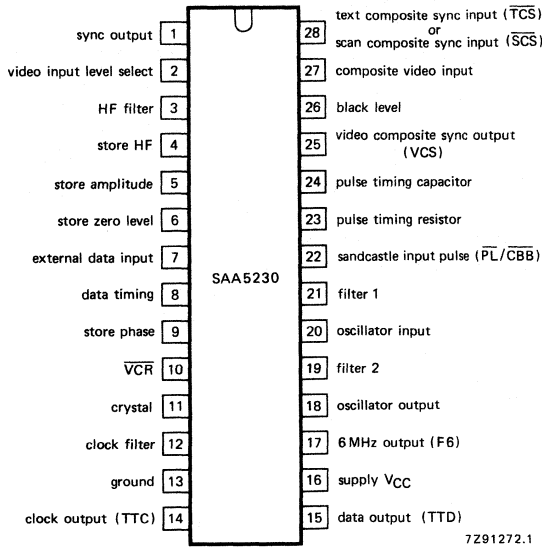 sync output 1
video input level select 2
HF filter 3
store HF 4
store amplitude 5
store zero level 6
external data input 7
data timing 8
store phase 9
V̅C̅R̅ 10
crystal 11
clock filter 12
ground 13
clock output (TTC) 14
SAA5230
text composite sync input (T̅C̅S̅)
or
28 scan composite sync input (S̅C̅S̅)
27 composite video input
26 black level
25 video composite sync output
(VCS)
24 pulse timing capacitor
23 pulse timing resistor
22 sandcastle input pulse (P̅L̅/C̅B̅B̅)
21 filter 1
20 oscillator input
19 filter 2
18 oscillator output
17 6 MHz output (F6)
16 supply VCC
15 data output (TTD)
7Z91272.1